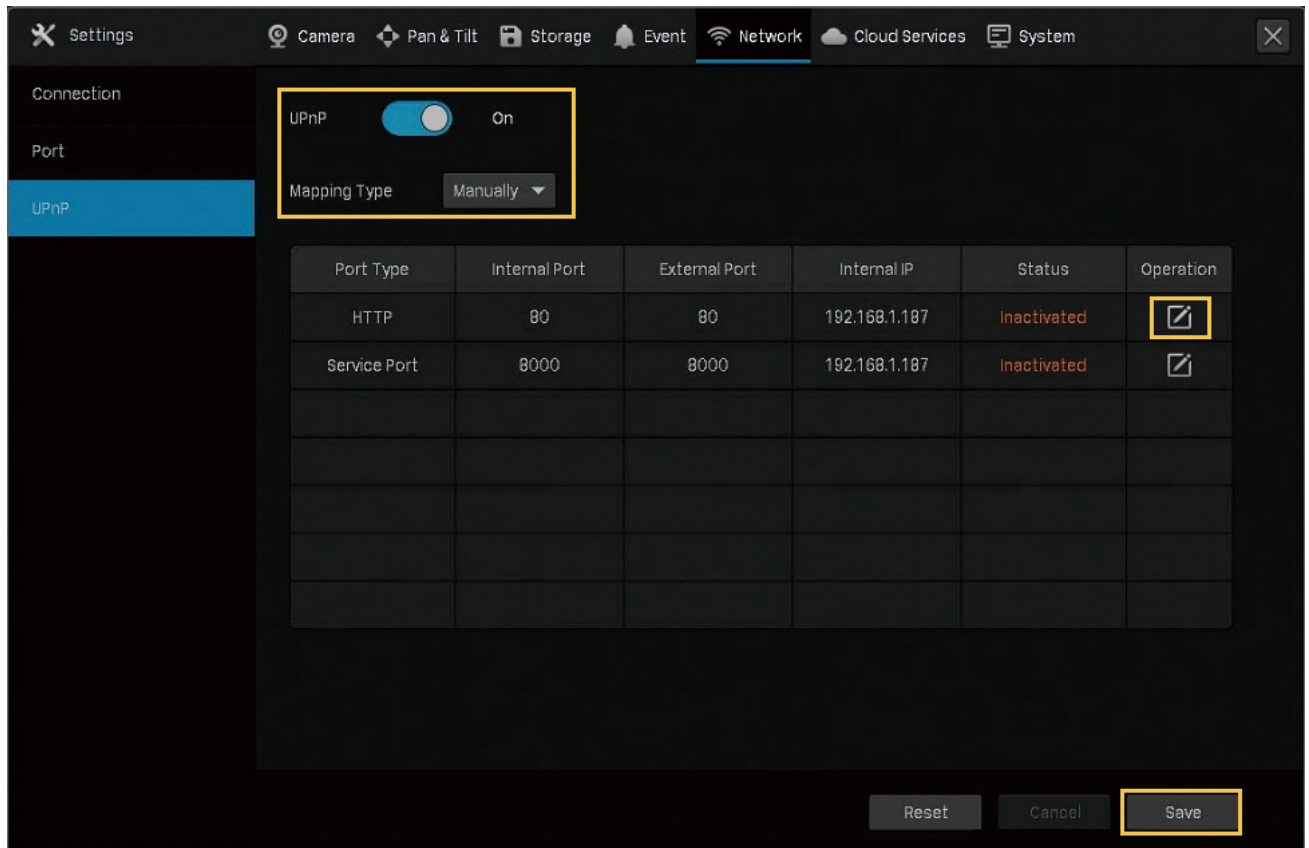 Settings Camera Pan & Tilt Storage Event Network Cloud Services System
Connection
Port
UPnP
UPnP On
Mapping Type Manually
Port Type Internal Port External Port Internal IP Status Operation
HTTP 80 80 192.168.1.187 Inactivated
Service Port 8000 8000 192.168.1.187 Inactivated
Reset Cancel Save